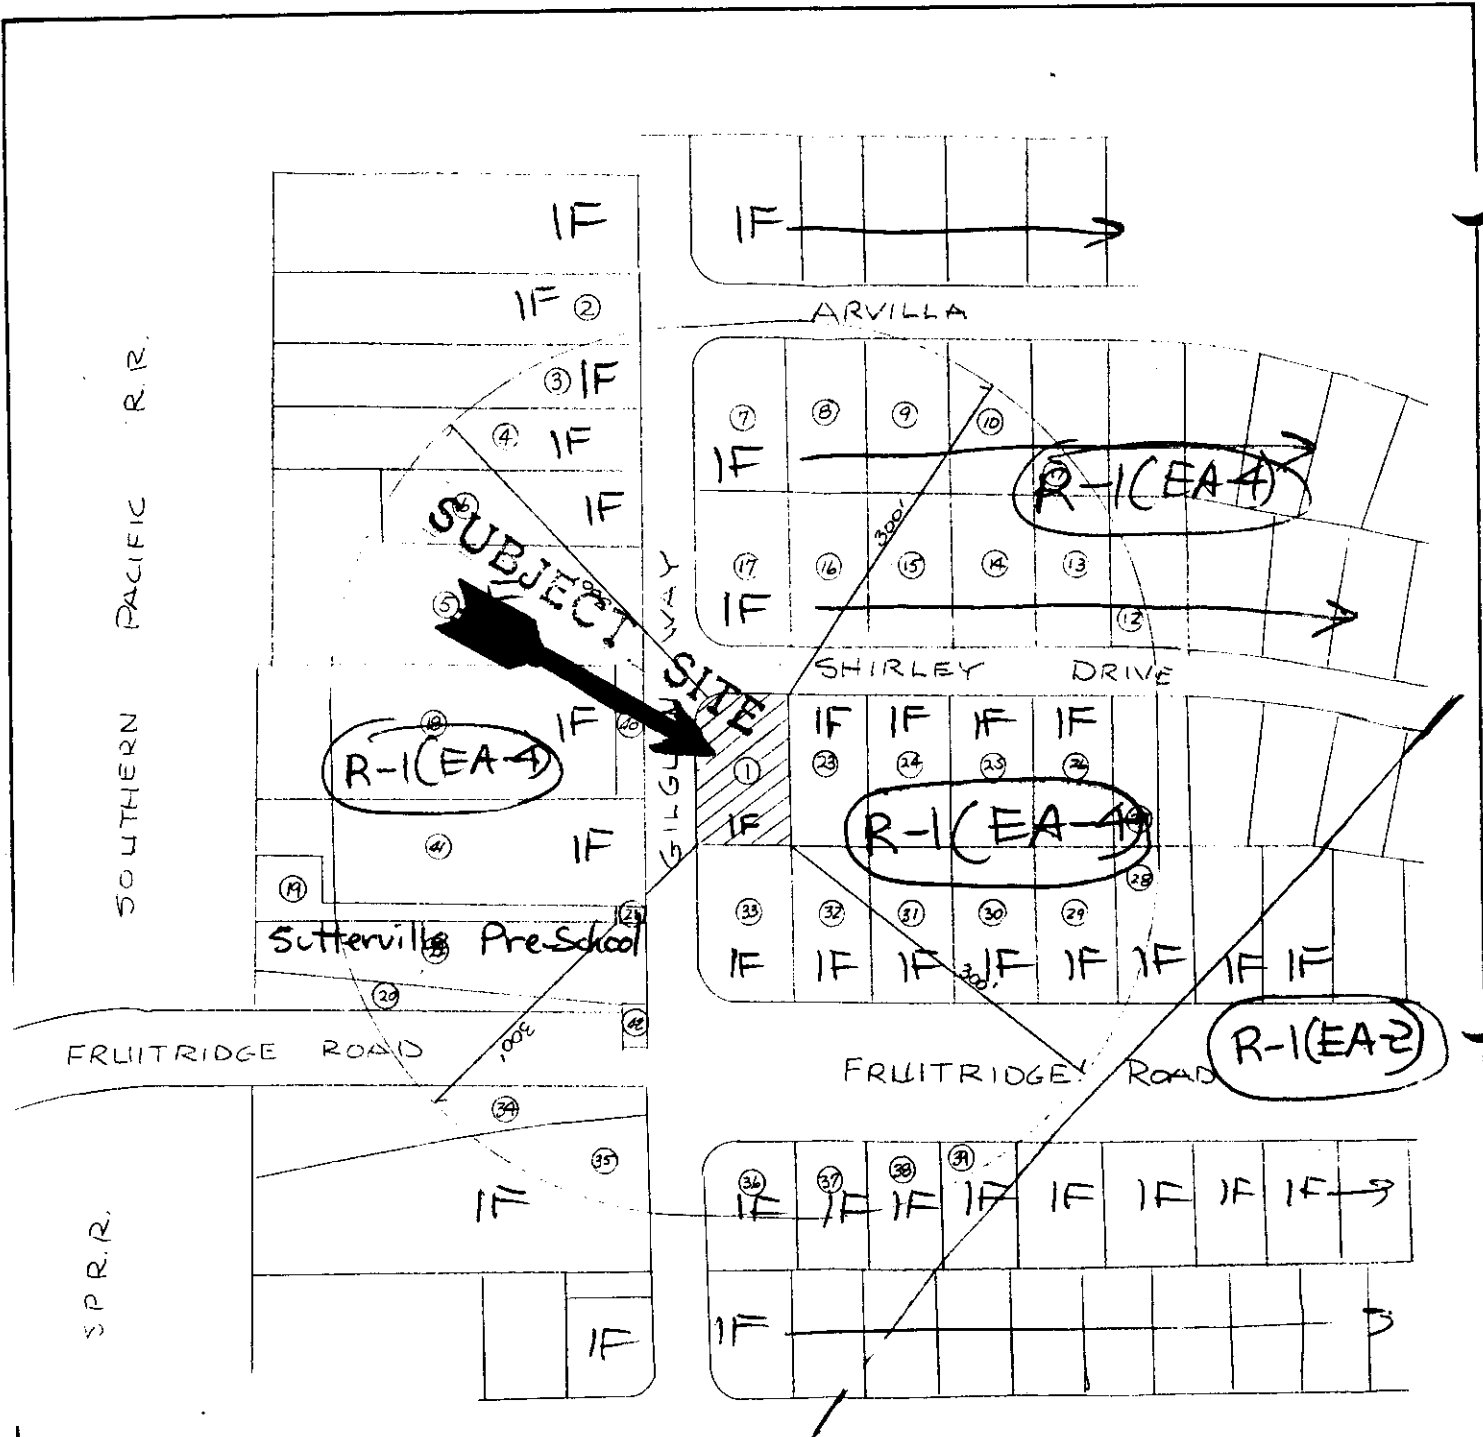 1F
1F
1F ②
ARVILLA
③ 1F
④ 1F
⑦ ⑧ ⑨ ⑩
1F
1F
R-1(EA-4)
300'
SUBJECT SITE
⑰ ⑯ ⑮ ⑭ ⑬
1F
⑫
⑤
SHIRLEY DRIVE
SOUTHERN PACIFIC R.R.
WAY
⑱ 1F ㊵
R-1(EA-4)
1F 1F 1F 1F
① ㉓ ㉔ ㉕ ㉖
1F
R-1(EA-4)
㊶ 1F
⑲
㉘
㉝ ㉜ ㉛ ㉚ ㉙
Sutterville Pre-School
1F 1F 1F 1F 1F 1F 1F 1F
300'
⑳
㊷
300'
FRUITRIDGE ROAD
FRUITRIDGE ROAD
R-1(EA-2)
㉞
㉟
1F
㊱ ㊲ ㊳ ㊴
1F 1F 1F 1F 1F 1F 1F 1F
S.P.R.R.
1F
1F